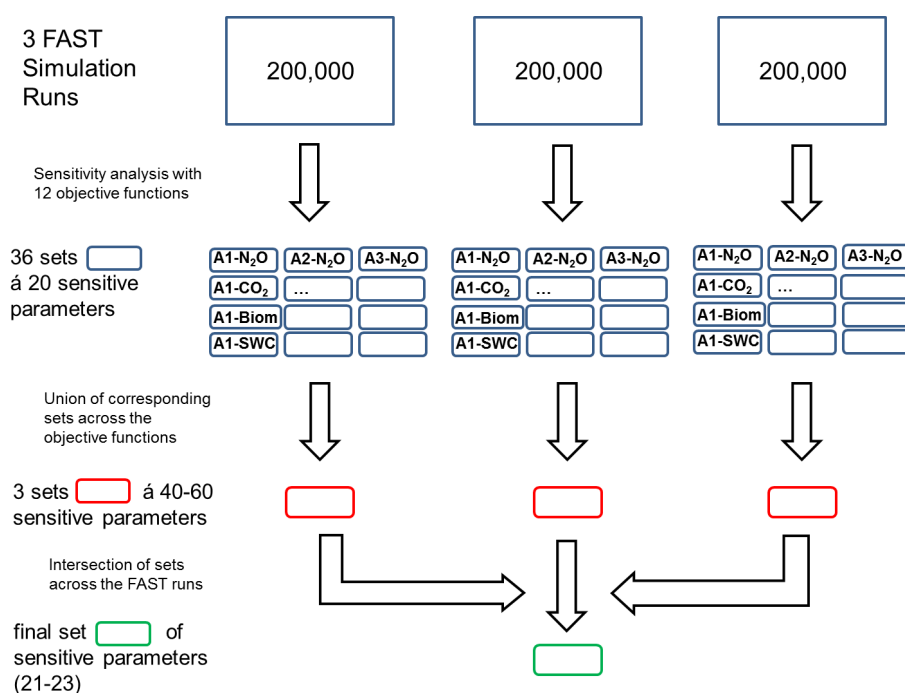 3 FAST
Simulation
Runs
200,000
200,000
200,000
Sensitivity analysis with
12 objective functions
36 sets
á 20 sensitive
parameters
A1-N₂O A2-N₂O A3-N₂O
A1-CO₂ ...
A1-Biom
A1-SWC
A1-N₂O A2-N₂O A3-N₂O
A1-CO₂ ...
A1-Biom
A1-SWC
A1-N₂O A2-N₂O A3-N₂O
A1-CO₂ ...
A1-Biom
A1-SWC
Union of corresponding
sets across the
objective functions
3 sets á 40-60
sensitive parameters
Intersection of sets
across the FAST runs
final set of
sensitive parameters
(21-23)